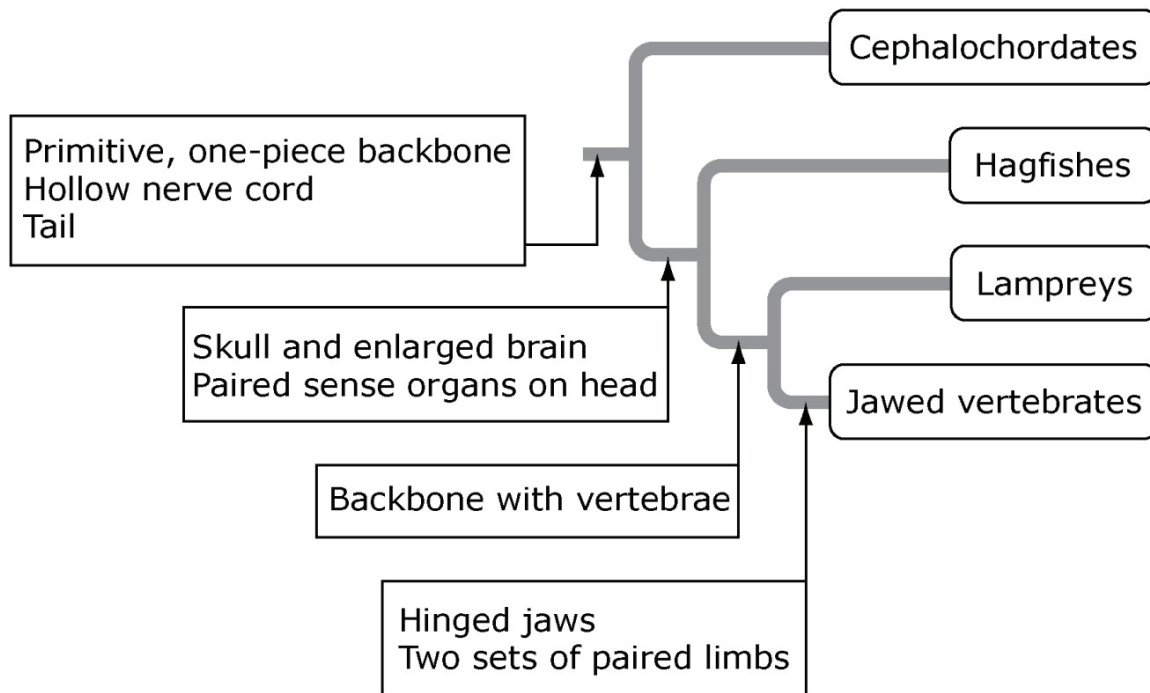 Cephalochordates
Primitive, one-piece backbone
Hollow nerve cord
Tail
Hagfishes
Lampreys
Skull and enlarged brain
Paired sense organs on head
Jawed vertebrates
Backbone with vertebrae
Hinged jaws
Two sets of paired limbs